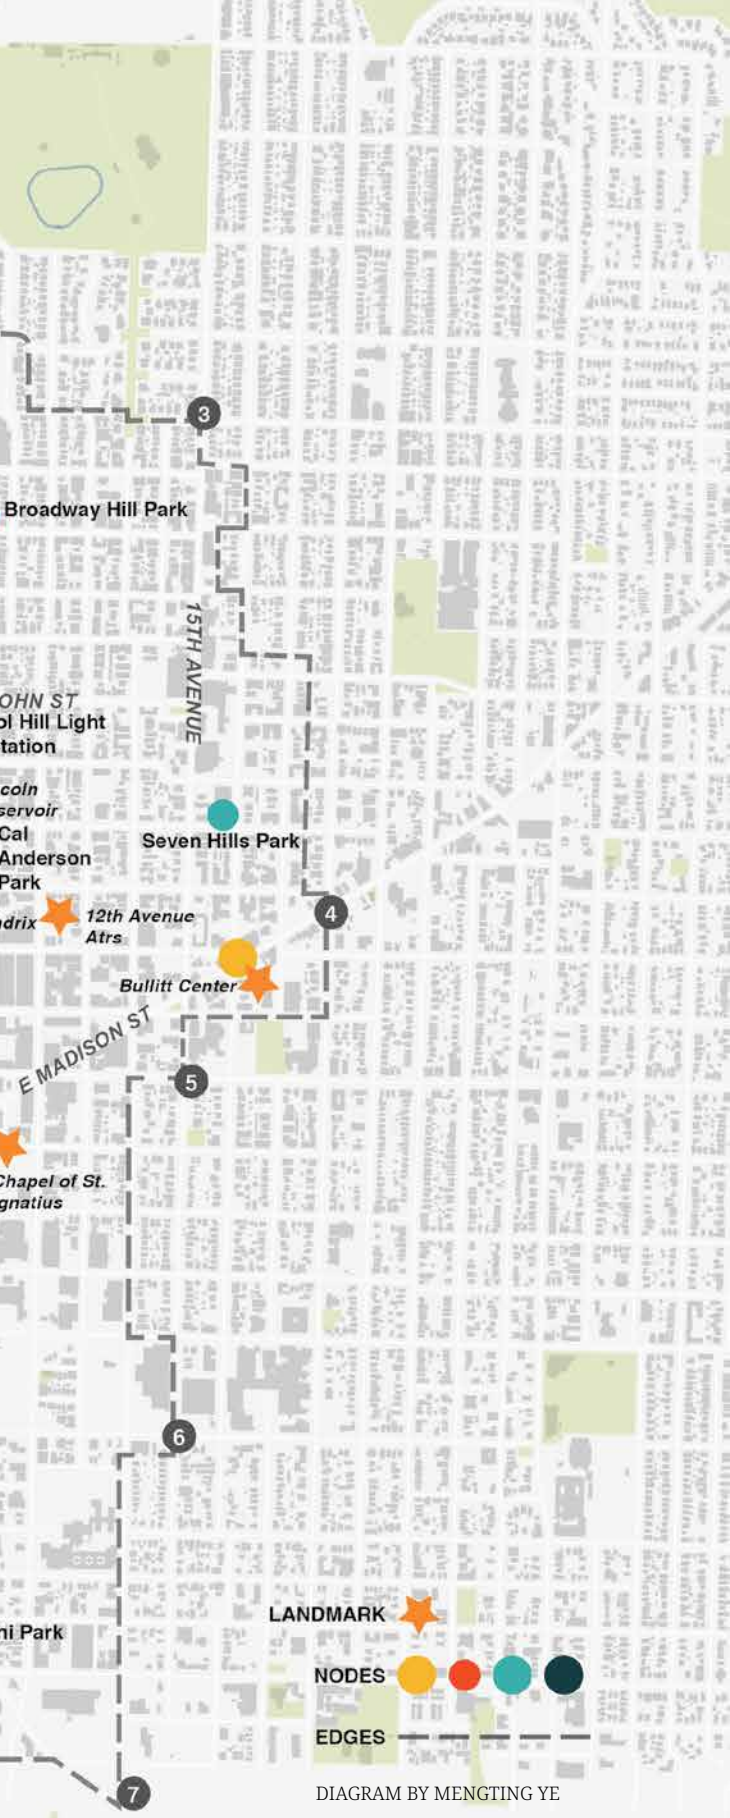 3
Broadway Hill Park
15TH AVENUE
OHN ST
ol Hill Light
tation
coln
servoir
Cal
Anderson
Park
Seven Hills Park
ndrix
12th Avenue
Atrs
4
Bullitt Center
E MADISON ST
5
Chapel of St.
gnatius
6
LANDMARK
ni Park
NODES
EDGES
7
DIAGRAM BY MENGTING YE